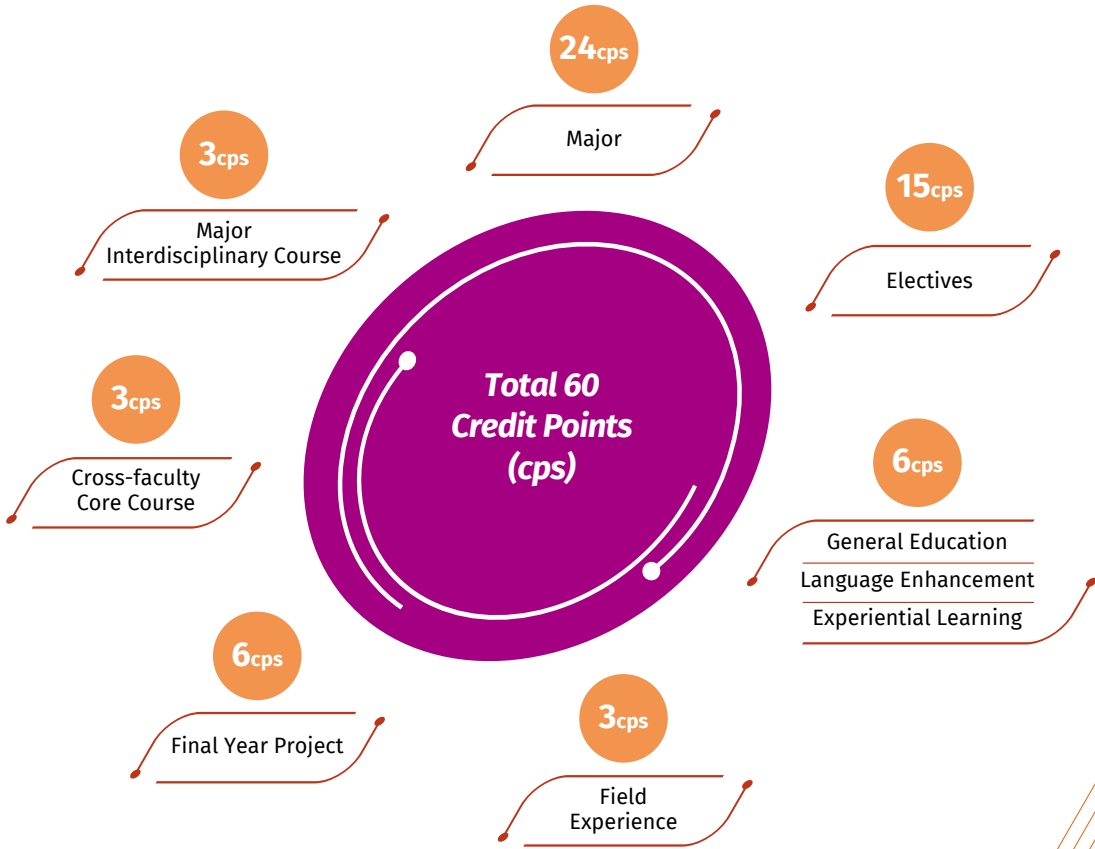 24cps
Major
3cps
Major
Interdisciplinary Course
15cps
Electives
Total 60
Credit Points
(cps)
3cps
Cross-faculty
Core Course
6cps
General Education
Language Enhancement
Experiential Learning
6cps
Final Year Project
3cps
Field
Experience